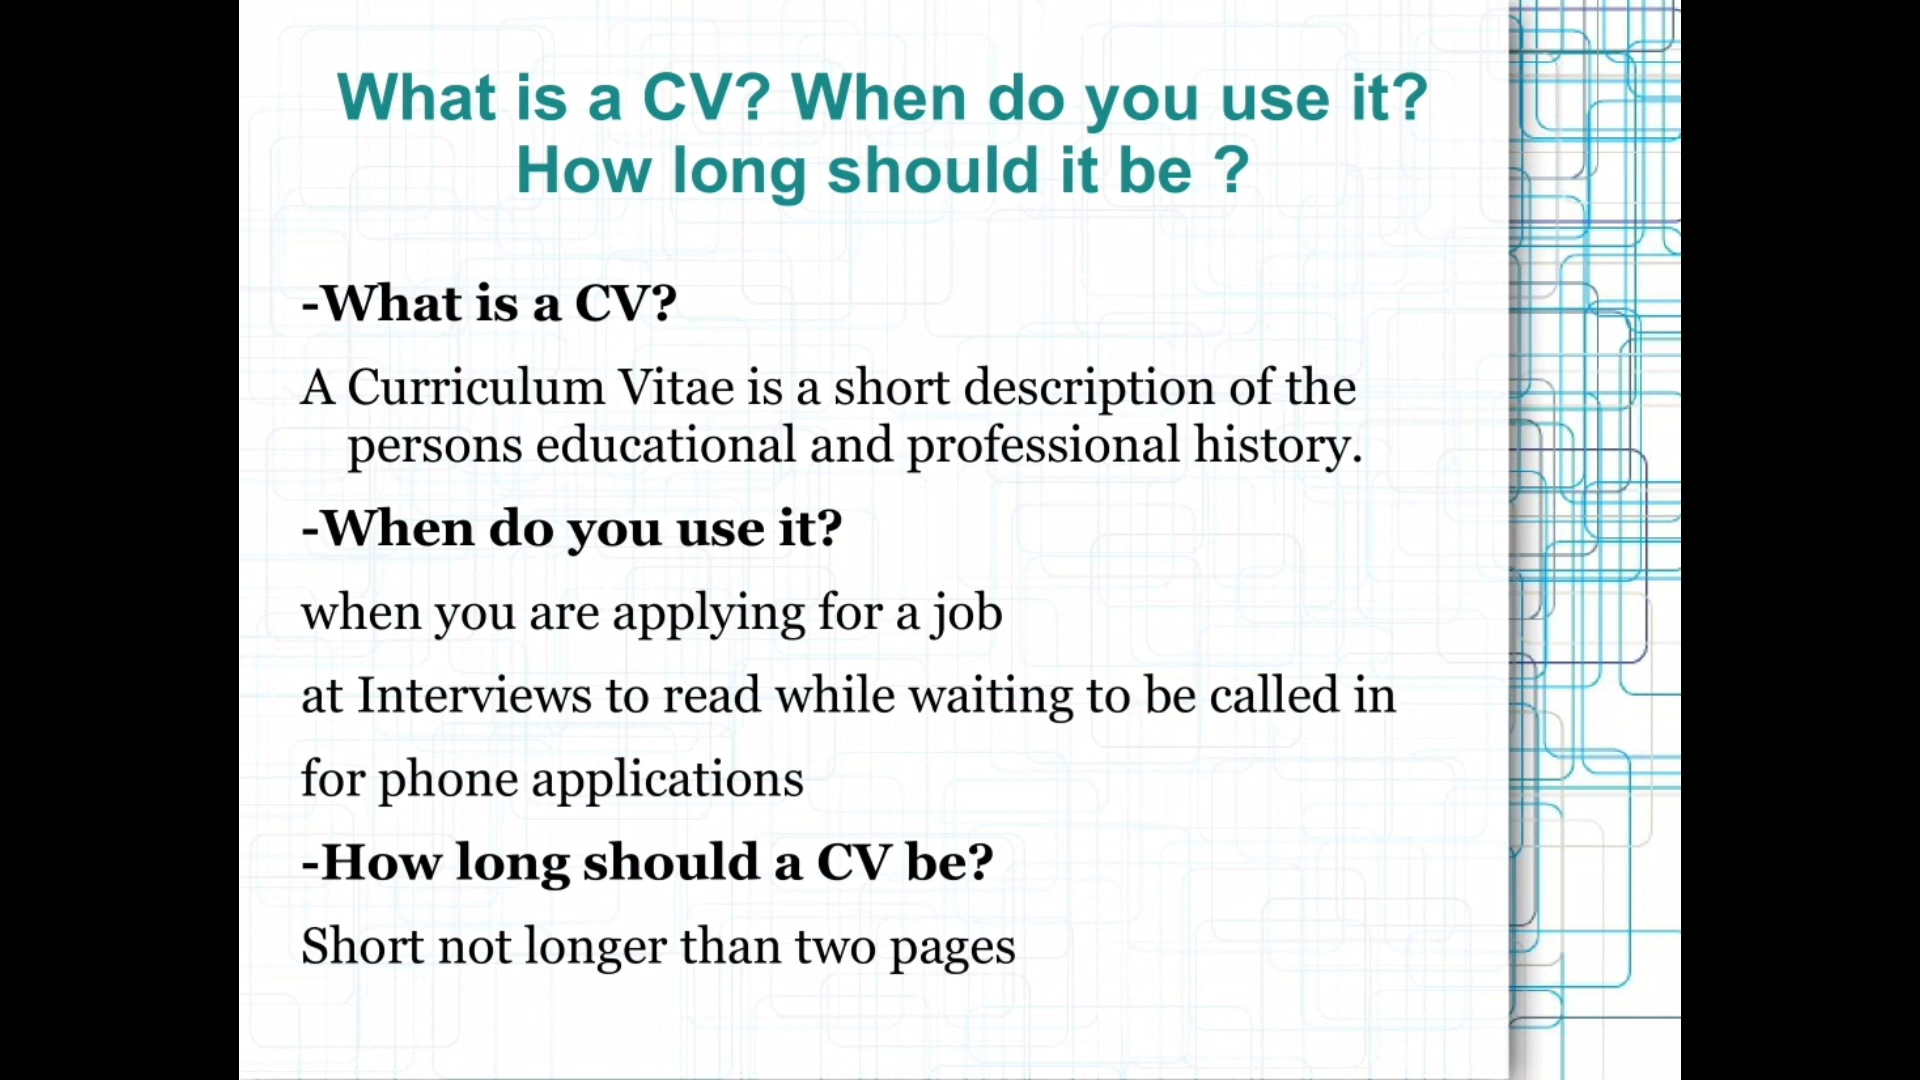 What is a CV? When do you use it?
How long should it be ?
-What is a CV?
A Curriculum Vitae is a short description of the
persons educational and professional history.
-When do you use it?
when you are applying for a job
at Interviews to read while waiting to be called in
for phone applications
-How long should a CV be?
Short not longer than two pages